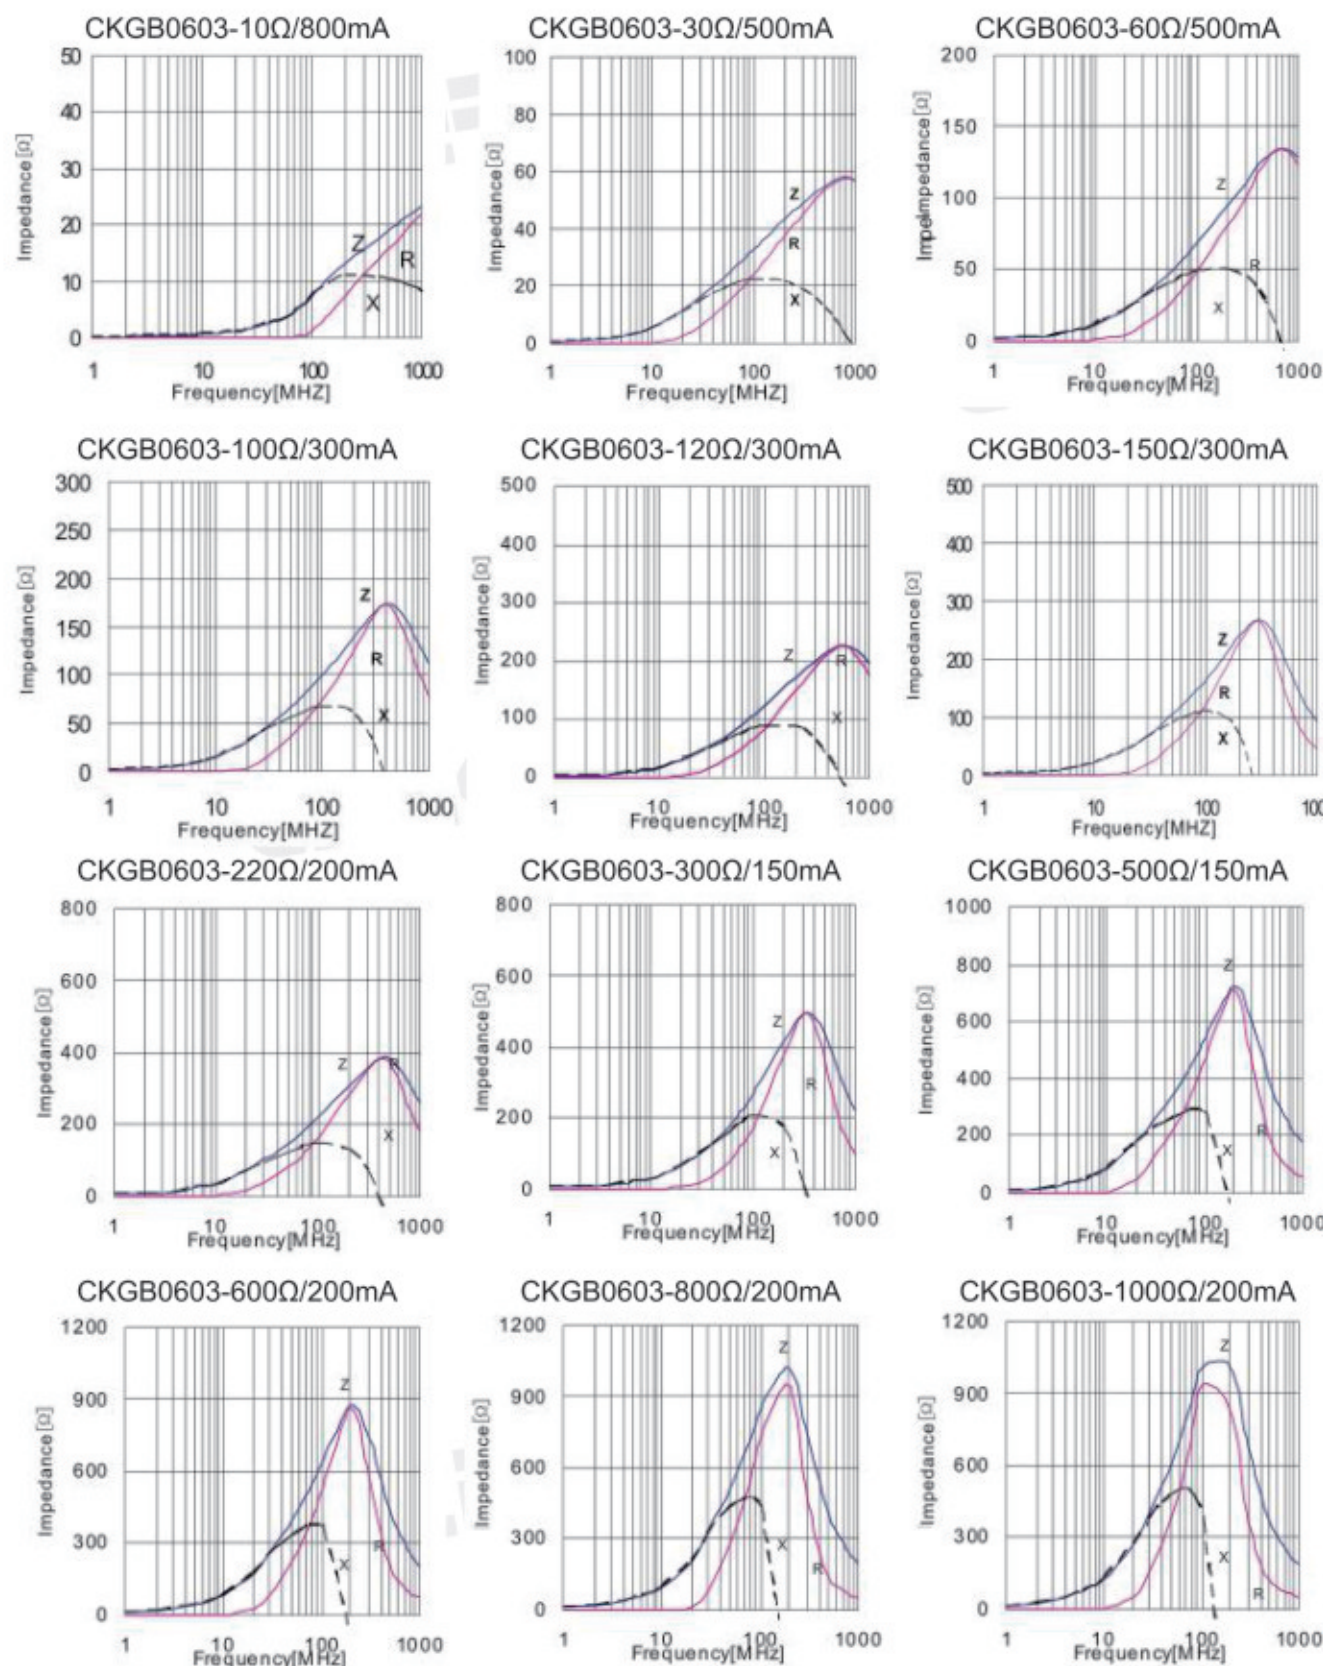 CKGB0603-10Ω/800mA
50
40
30
20
10
0
Impedance[Ω]
Z
R
X
1 10 100 1000
Frequency[MHZ]
CKGB0603-30Ω/500mA
100
80
60
40
20
0
Impedance[Ω]
Z
R
X
1 10 100 1000
Frequency[MHZ]
CKGB0603-60Ω/500mA
200
150
100
50
0
Impedance[Ω]
Z
R
X
1 10 100 1000
Frequency[MHZ]
CKGB0603-100Ω/300mA
300
250
200
150
100
50
0
Impedance[Ω]
Z
R
X
1 10 100 1000
Frequency[MHZ]
CKGB0603-120Ω/300mA
500
400
300
200
100
0
Impedance[Ω]
Z
R
X
1 10 100 1000
Frequency[MHz]
CKGB0603-150Ω/300mA
500
400
300
200
100
0
Impedance[Ω]
Z
R
X
1 10 100 100
Frequency[MHZ]
CKGB0603-220Ω/200mA
800
600
400
200
0
Impedance[Ω]
Z
R
X
1 10 100 1000
Frequency[MHz]
CKGB0603-300Ω/150mA
800
600
400
200
0
Impedance[Ω]
Z
R
X
1 10 100 1000
Frequency[MHz]
CKGB0603-500Ω/150mA
1000
800
600
400
200
0
Impedance[Ω]
Z
R
X
1 10 100 1000
Frequency[MHz]
CKGB0603-600Ω/200mA
1200
900
600
300
0
Impedance[Ω]
Z
R
X
1 10 100 1000
Frequency[MHz]
CKGB0603-800Ω/200mA
1200
900
600
300
0
Impedance[Ω]
Z
X
R
1 10 100 1000
Frequency[MHz]
CKGB0603-1000Ω/200mA
1200
900
600
300
0
Impedance[Ω]
Z
X
R
1 10 100 1000
Frequency[MHz]